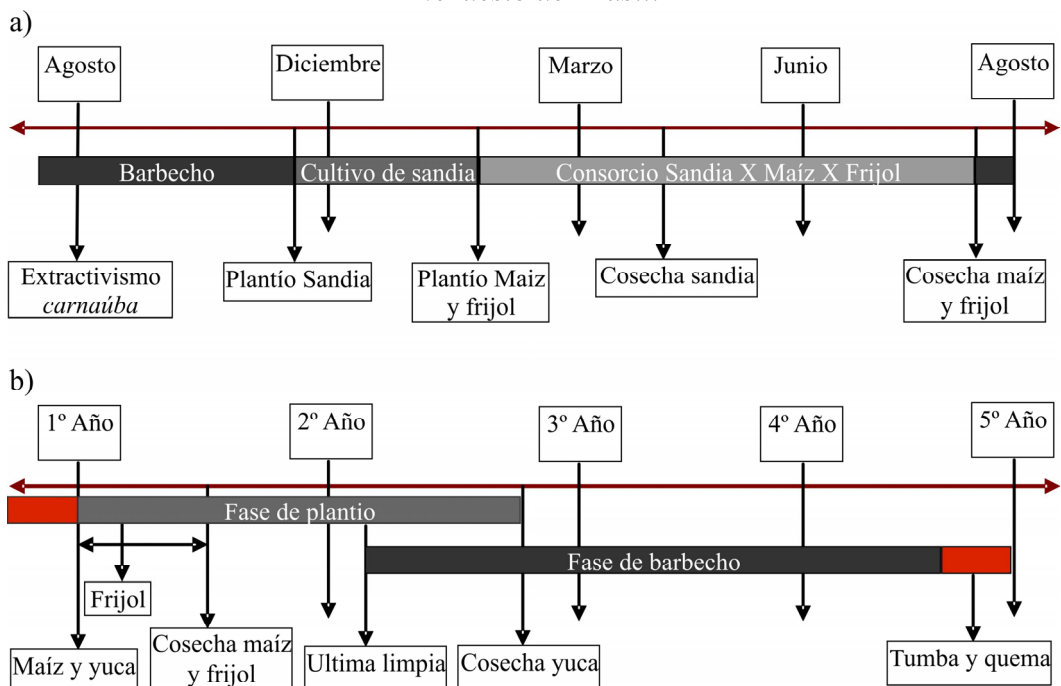 a)
Agosto
Diciembre
Marzo
Junio
Agosto
Barbecho
Cultivo de sandia
Consorcio Sandia X Maíz X Frijol
Extractivismo
carnaúba
Plantío Sandia
Plantío Maiz
y frijol
Cosecha sandia
Cosecha maíz
y frijol
b)
1º Año
2º Año
3º Año
4º Año
5º Año
Fase de plantio
Fase de barbecho
Frijol
Maíz y yuca
Cosecha maíz
y frijol
Ultima limpia
Cosecha yuca
Tumba y quema